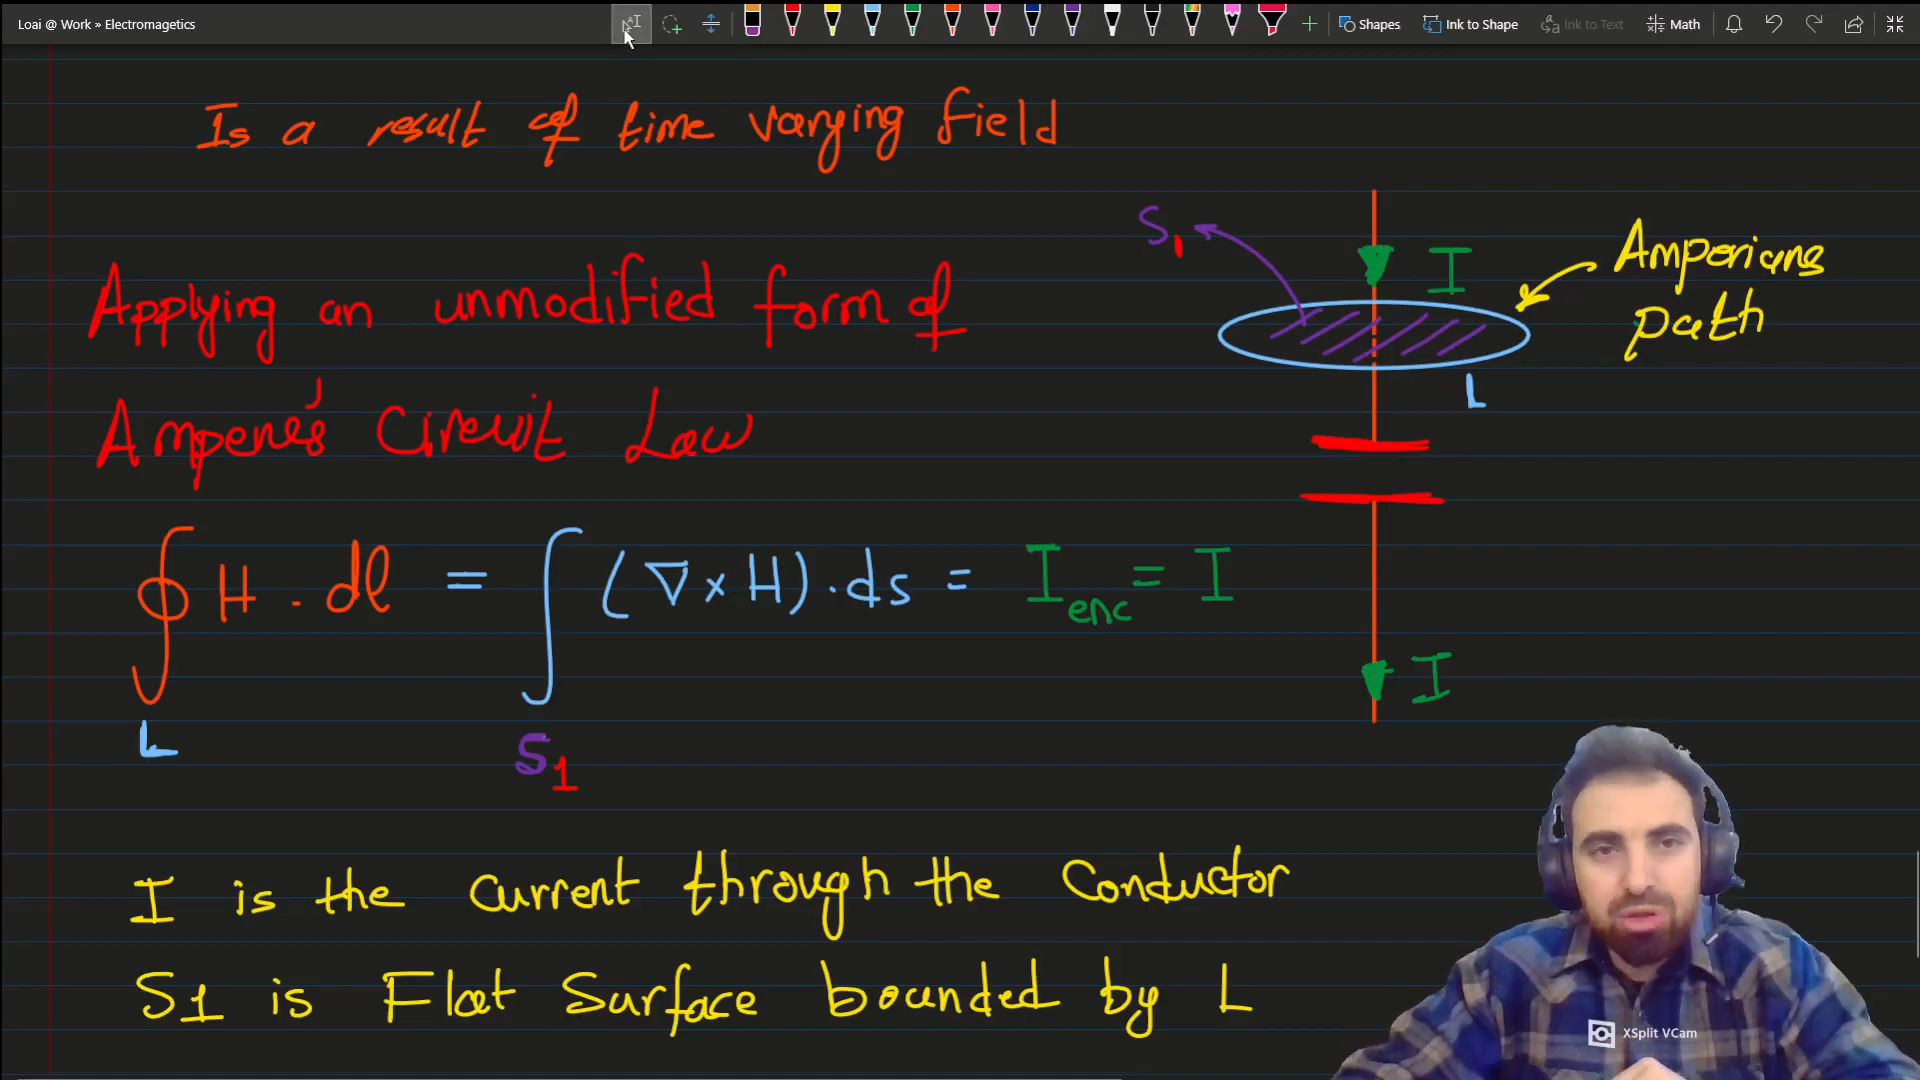 Loai @ Work » Electromagetics
Shapes
Ink to Shape
Ink to Text
Math
Is a result of time varying field
S1
I
Amperians
path
Applying an unmodified form of
L
Ampere's Circuit Law
∮ H . dl = ∫ (∇ × H) . ds = Ienc = I
L
S1
I
I is the current through the Conductor
S1 is Flat Surface bounded by L
XSplit VCam